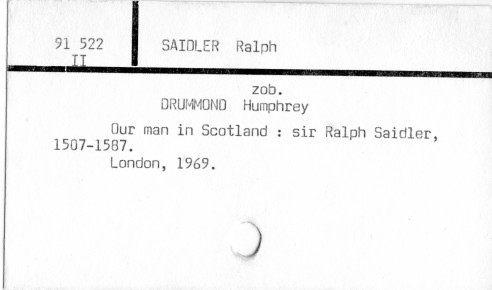 91 522
II
SAIDLER Ralph
zob.
DRUMMOND Humphrey
Our man in Scotland : sir Ralph Saidler,
1507-1587.
London, 1969.